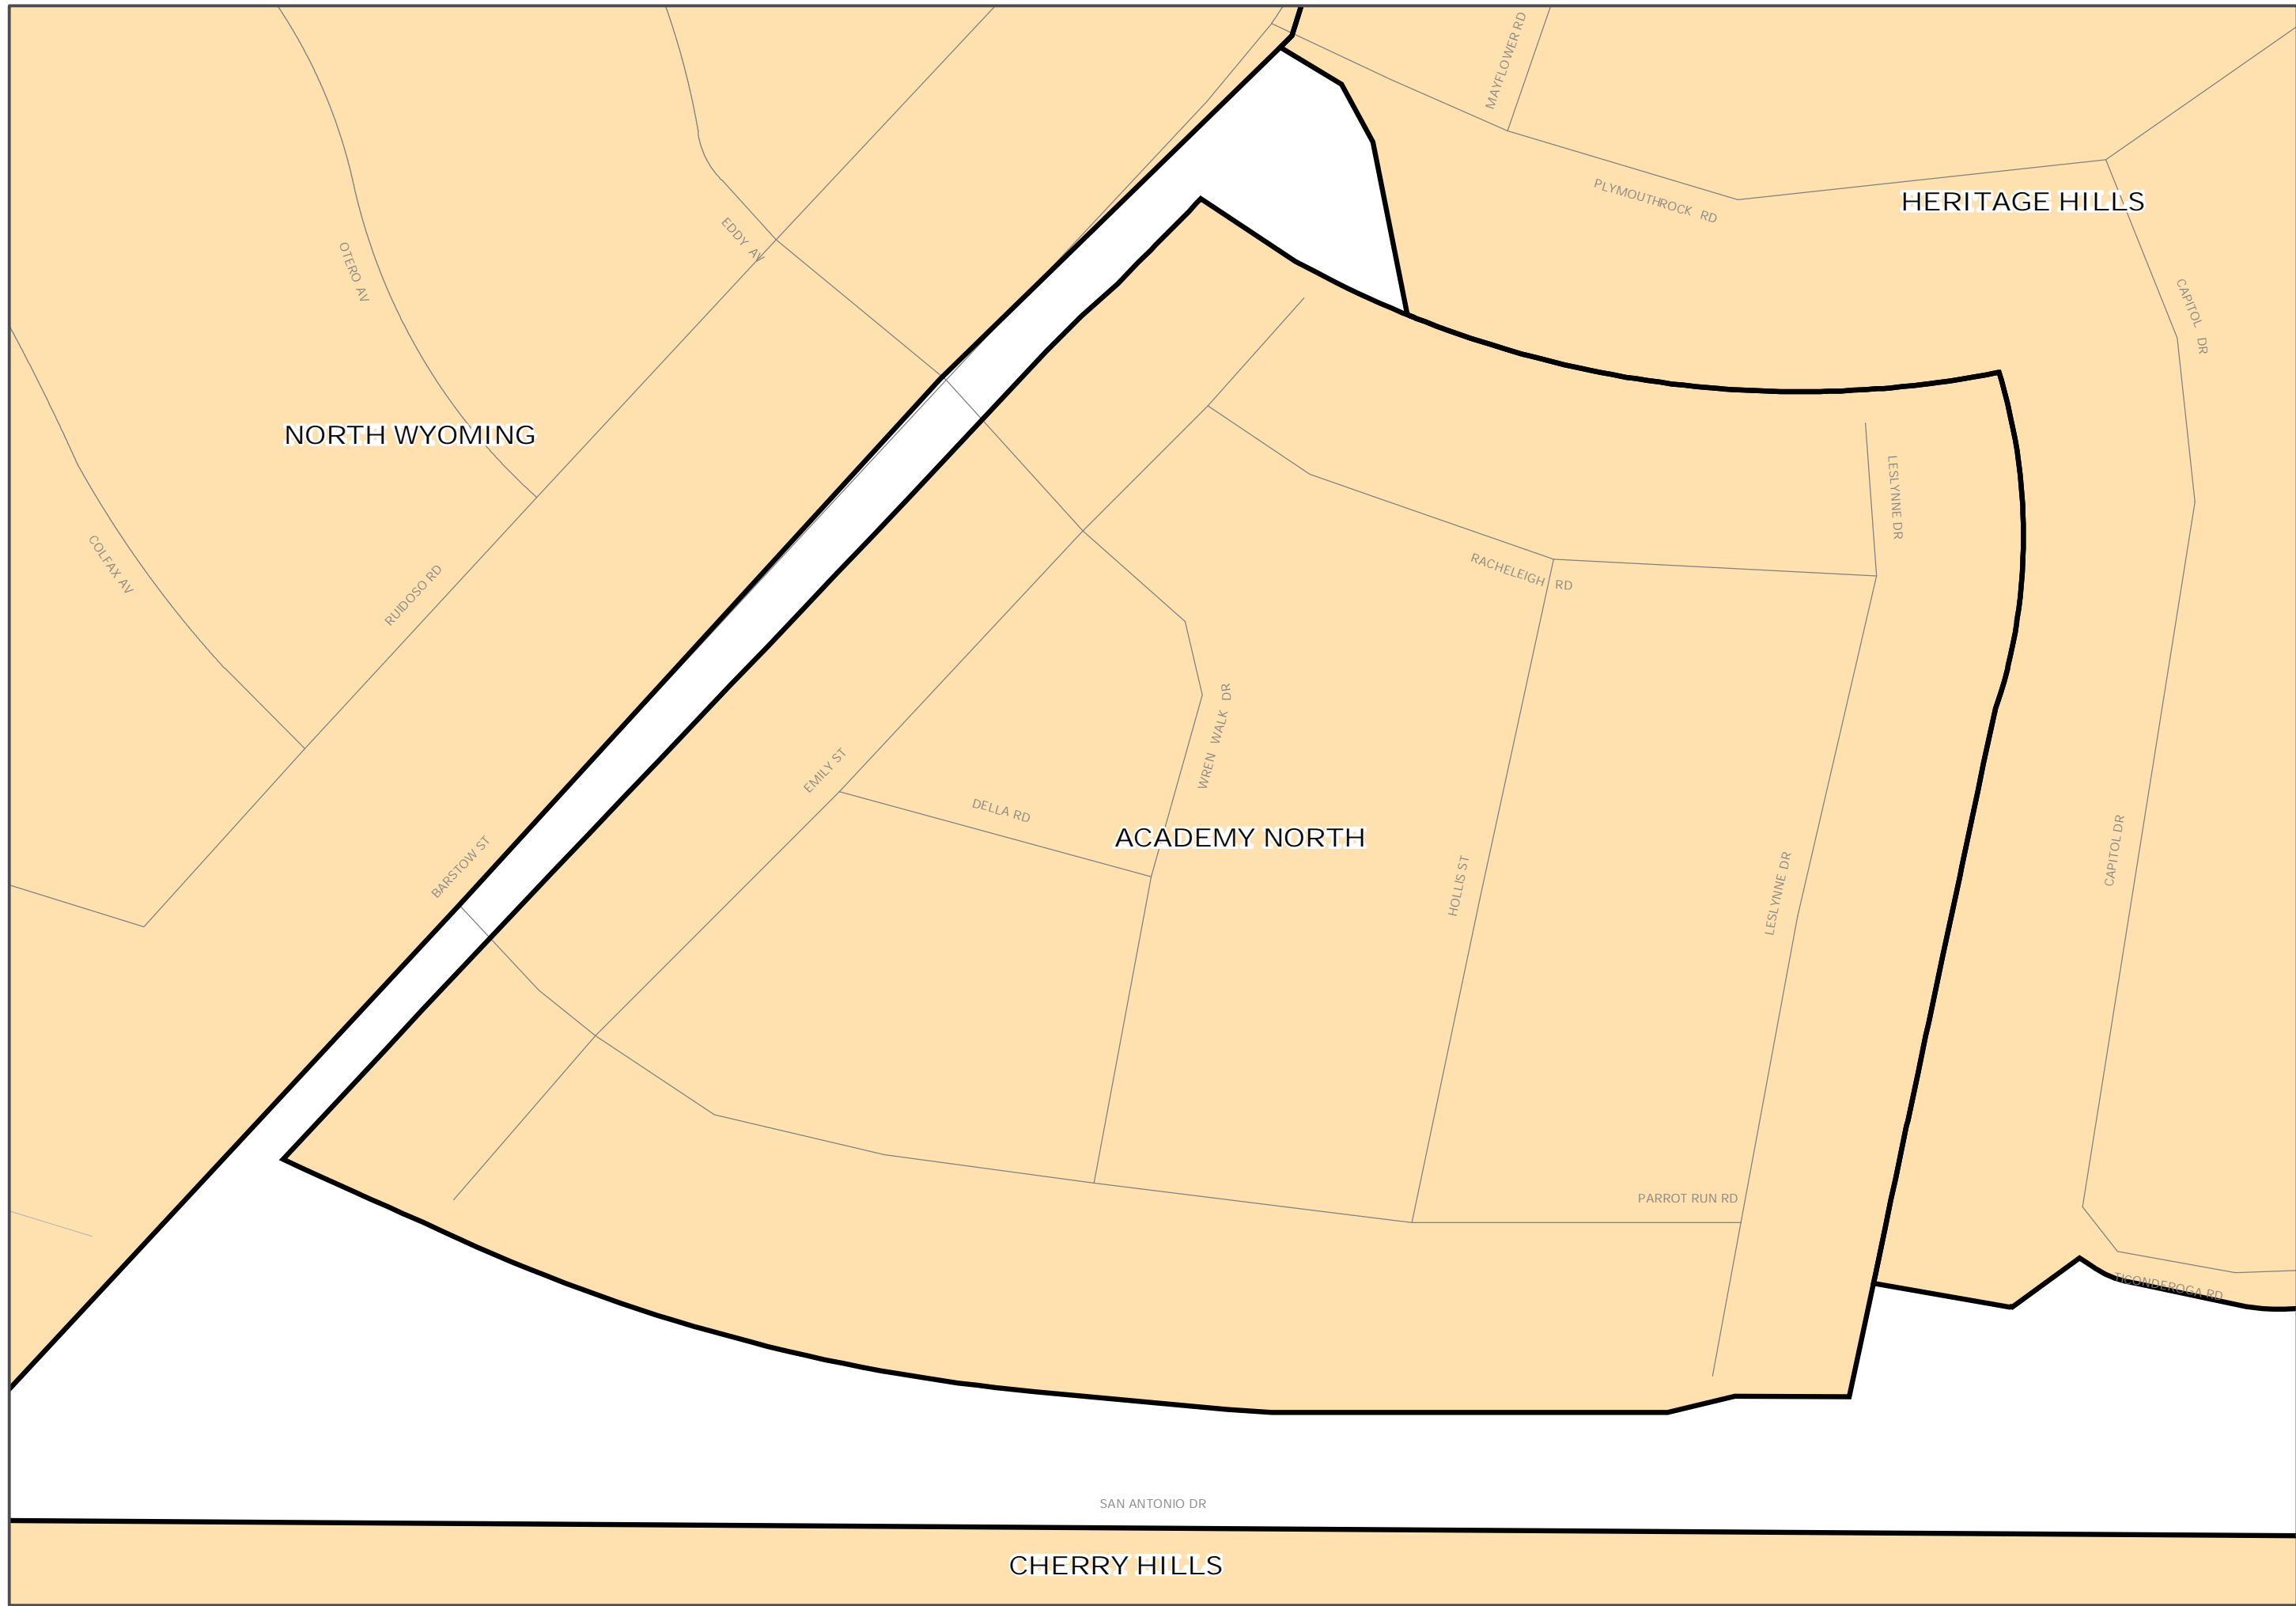 MAYFLOWER RD
PLYMOUTHROCK RD
HERITAGE HILLS
EDDY AV
OTERO AV
CAPITOL DR
NORTH WYOMING
LESLYNNE DR
COLFAX AV
RUIDOSO RD
RACHELEIGH RD
WREN WALK DR
EMILY ST
DELLA RD
ACADEMY NORTH
BARSTOW ST
HOLLIS ST
LESLYNNE DR
CAPITOL DR
PARROT RUN RD
TICONDEROGA RD
SAN ANTONIO DR
CHERRY HILLS